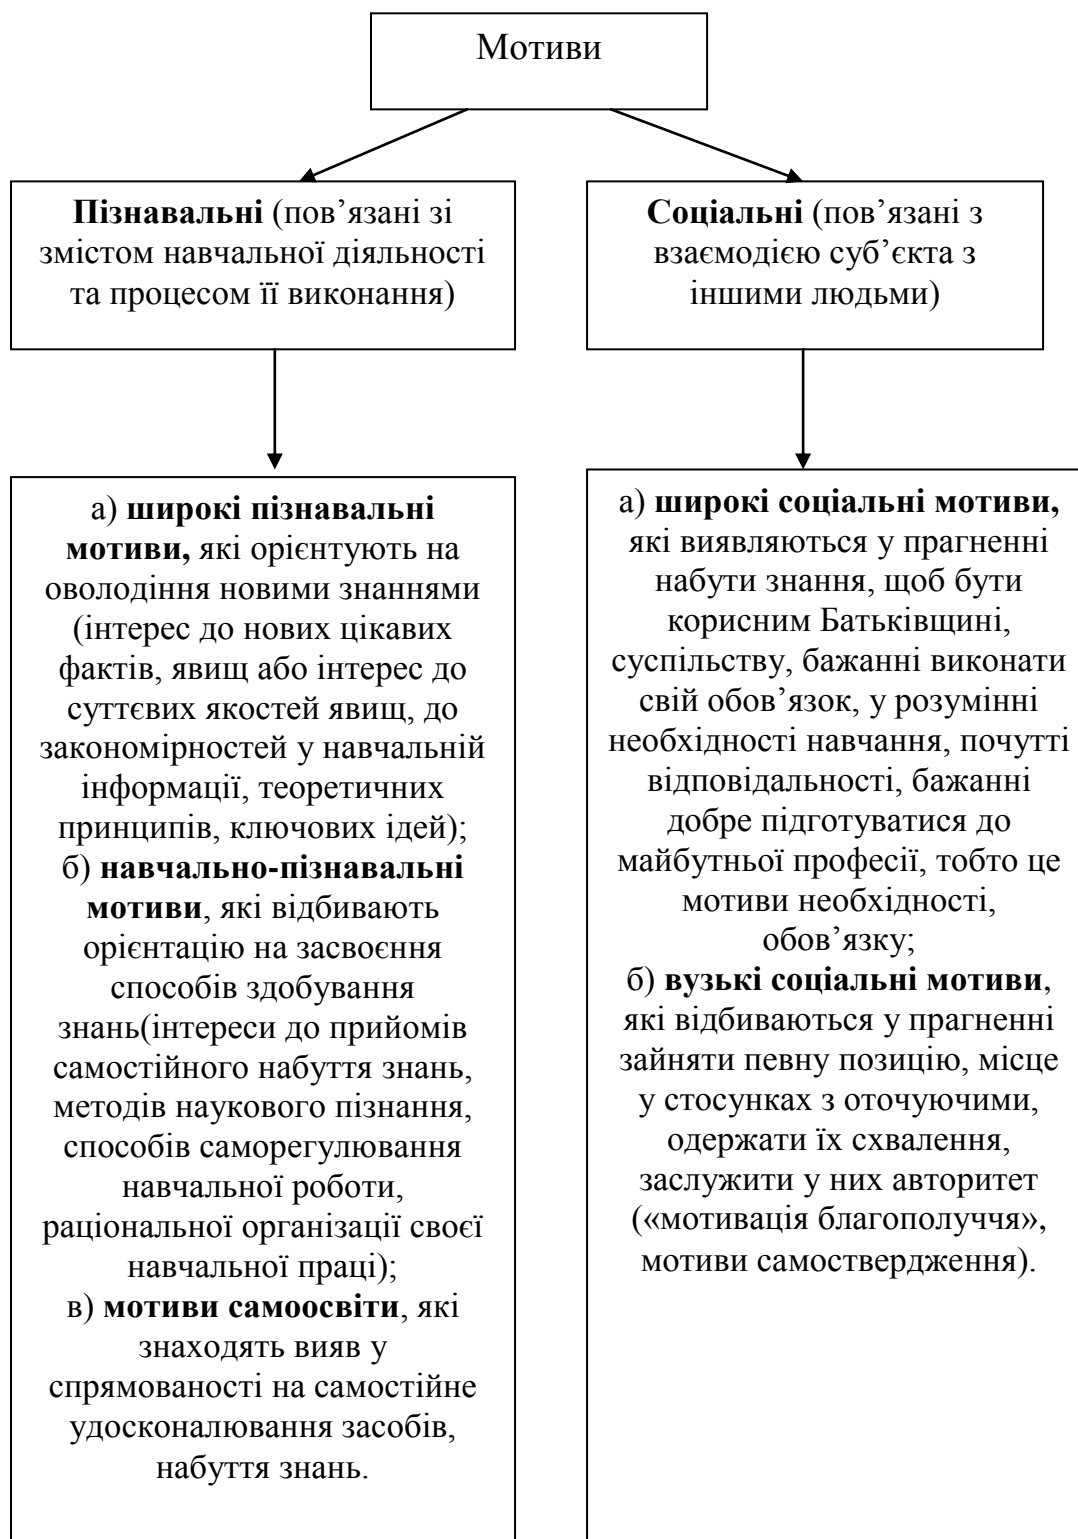 Мотиви
Пізнавальні (пов’язані зі
змістом навчальної діяльності
та процесом її виконання)
Соціальні (пов’язані з
взаємодією суб’єкта з
іншими людьми)
а) широкі пізнавальні
мотиви, які орієнтують на
оволодіння новими знаннями
(інтерес до нових цікавих
фактів, явищ або інтерес до
суттєвих якостей явищ, до
закономірностей у навчальній
інформації, теоретичних
принципів, ключових ідей);
б) навчально-пізнавальні
мотиви, які відбивають
орієнтацію на засвоєння
способів здобування
знань(інтереси до прийомів
самостійного набуття знань,
методів наукового пізнання,
способів саморегулювання
навчальної роботи,
раціональної організації своєї
навчальної праці);
в) мотиви самоосвіти, які
знаходять вияв у
спрямованості на самостійне
удосконалювання засобів,
набуття знань.
а) широкі соціальні мотиви,
які виявляються у прагненні
набути знання, щоб бути
корисним Батьківщині,
суспільству, бажанні виконати
свій обов’язок, у розумінні
необхідності навчання, почутті
відповідальності, бажанні
добре підготуватися до
майбутньої професії, тобто це
мотиви необхідності,
обов’язку;
б) вузькі соціальні мотиви,
які відбиваються у прагненні
зайняти певну позицію, місце
у стосунках з оточуючими,
одержати їх схвалення,
заслужити у них авторитет
(«мотивація благополуччя»,
мотиви самоствердження).